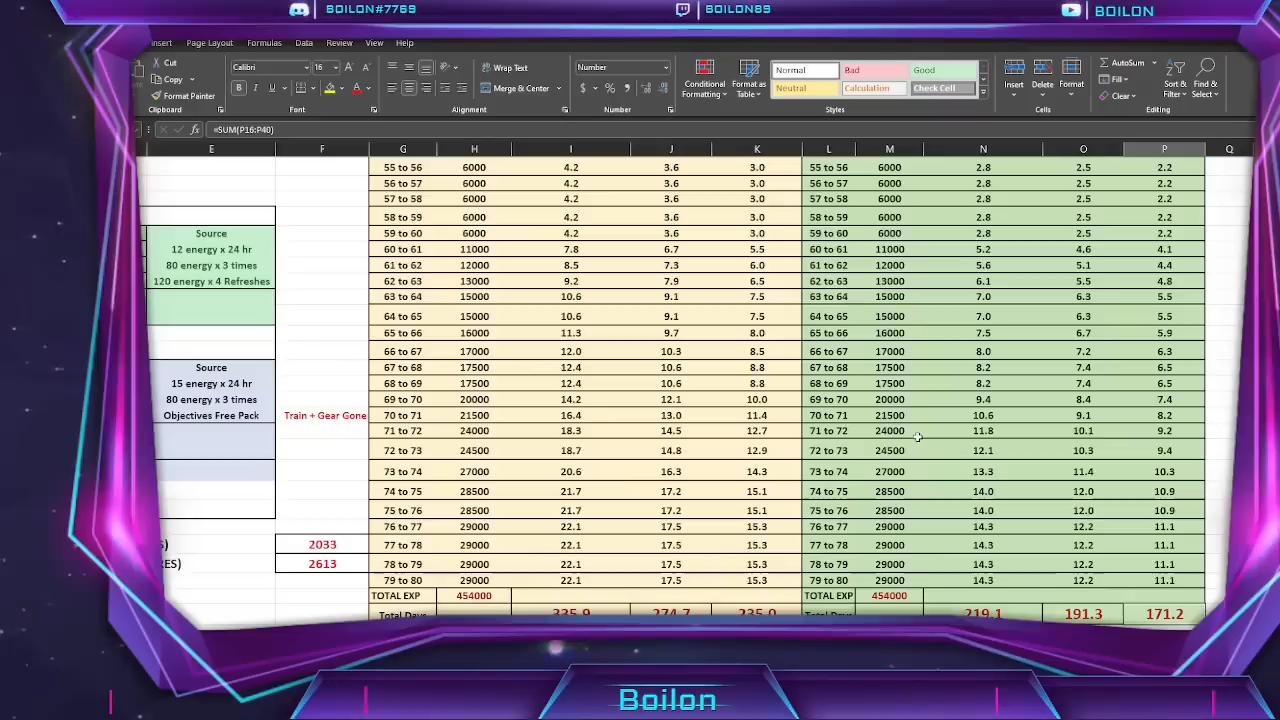 BOILON#7769 BOILON89 BOILON
Insert Page Layout Formulas Data Review View Help
Cut
Copy
Format Painter
Clipboard
Calibri 16 A A
B I U A
Font
Wrap Text
Merge & Center
Alignment
Number
$ % ,
Number
Conditional Formatting
Format as Table
Normal Bad Good
Neutral Calculation Check Cell
Styles
Insert Delete Format
Cells
AutoSum
Fill
Clear
Sort & Filter
Find & Select
Editing
fx =SUM(P16:P40)
E F G H I J K L M N O P Q
55 to 56 6000 4.2 3.6 3.0 55 to 56 6000 2.8 2.5 2.2
56 to 57 6000 4.2 3.6 3.0 56 to 57 6000 2.8 2.5 2.2
57 to 58 6000 4.2 3.6 3.0 57 to 58 6000 2.8 2.5 2.2
58 to 59 6000 4.2 3.6 3.0 58 to 59 6000 2.8 2.5 2.2
Source 59 to 60 6000 4.2 3.6 3.0 59 to 60 6000 2.8 2.5 2.2
12 energy x 24 hr 60 to 61 11000 7.8 6.7 5.5 60 to 61 11000 5.2 4.6 4.1
80 energy x 3 times 61 to 62 12000 8.5 7.3 6.0 61 to 62 12000 5.6 5.1 4.4
120 energy x 4 Refreshes 62 to 63 13000 9.2 7.9 6.5 62 to 63 13000 6.1 5.5 4.8
63 to 64 15000 10.6 9.1 7.5 63 to 64 15000 7.0 6.3 5.5
64 to 65 15000 10.6 9.1 7.5 64 to 65 15000 7.0 6.3 5.5
65 to 66 16000 11.3 9.7 8.0 65 to 66 16000 7.5 6.7 5.9
66 to 67 17000 12.0 10.3 8.5 66 to 67 17000 8.0 7.2 6.3
Source 67 to 68 17500 12.4 10.6 8.8 67 to 68 17500 8.2 7.4 6.5
15 energy x 24 hr 68 to 69 17500 12.4 10.6 8.8 68 to 69 17500 8.2 7.4 6.5
80 energy x 3 times 69 to 70 20000 14.2 12.1 10.0 69 to 70 20000 9.4 8.4 7.4
Objectives Free Pack Train + Gear Gone 70 to 71 21500 16.4 13.0 11.4 70 to 71 21500 10.6 9.1 8.2
71 to 72 24000 18.3 14.5 12.7 71 to 72 24000 11.8 10.1 9.2
72 to 73 24500 18.7 14.8 12.9 72 to 73 24500 12.1 10.3 9.4
73 to 74 27000 20.6 16.3 14.3 73 to 74 27000 13.3 11.4 10.3
74 to 75 28500 21.7 17.2 15.1 74 to 75 28500 14.0 12.0 10.9
75 to 76 28500 21.7 17.2 15.1 75 to 76 28500 14.0 12.0 10.9
76 to 77 29000 22.1 17.5 15.3 76 to 77 29000 14.3 12.2 11.1
S) 2033 77 to 78 29000 22.1 17.5 15.3 77 to 78 29000 14.3 12.2 11.1
RES) 2613 78 to 79 29000 22.1 17.5 15.3 78 to 79 29000 14.3 12.2 11.1
79 to 80 29000 22.1 17.5 15.3 79 to 80 29000 14.3 12.2 11.1
TOTAL EXP 454000 TOTAL EXP 454000
Total Days 335.9 274.7 235.0 Total Days 219.1 191.3 171.2
Boilon